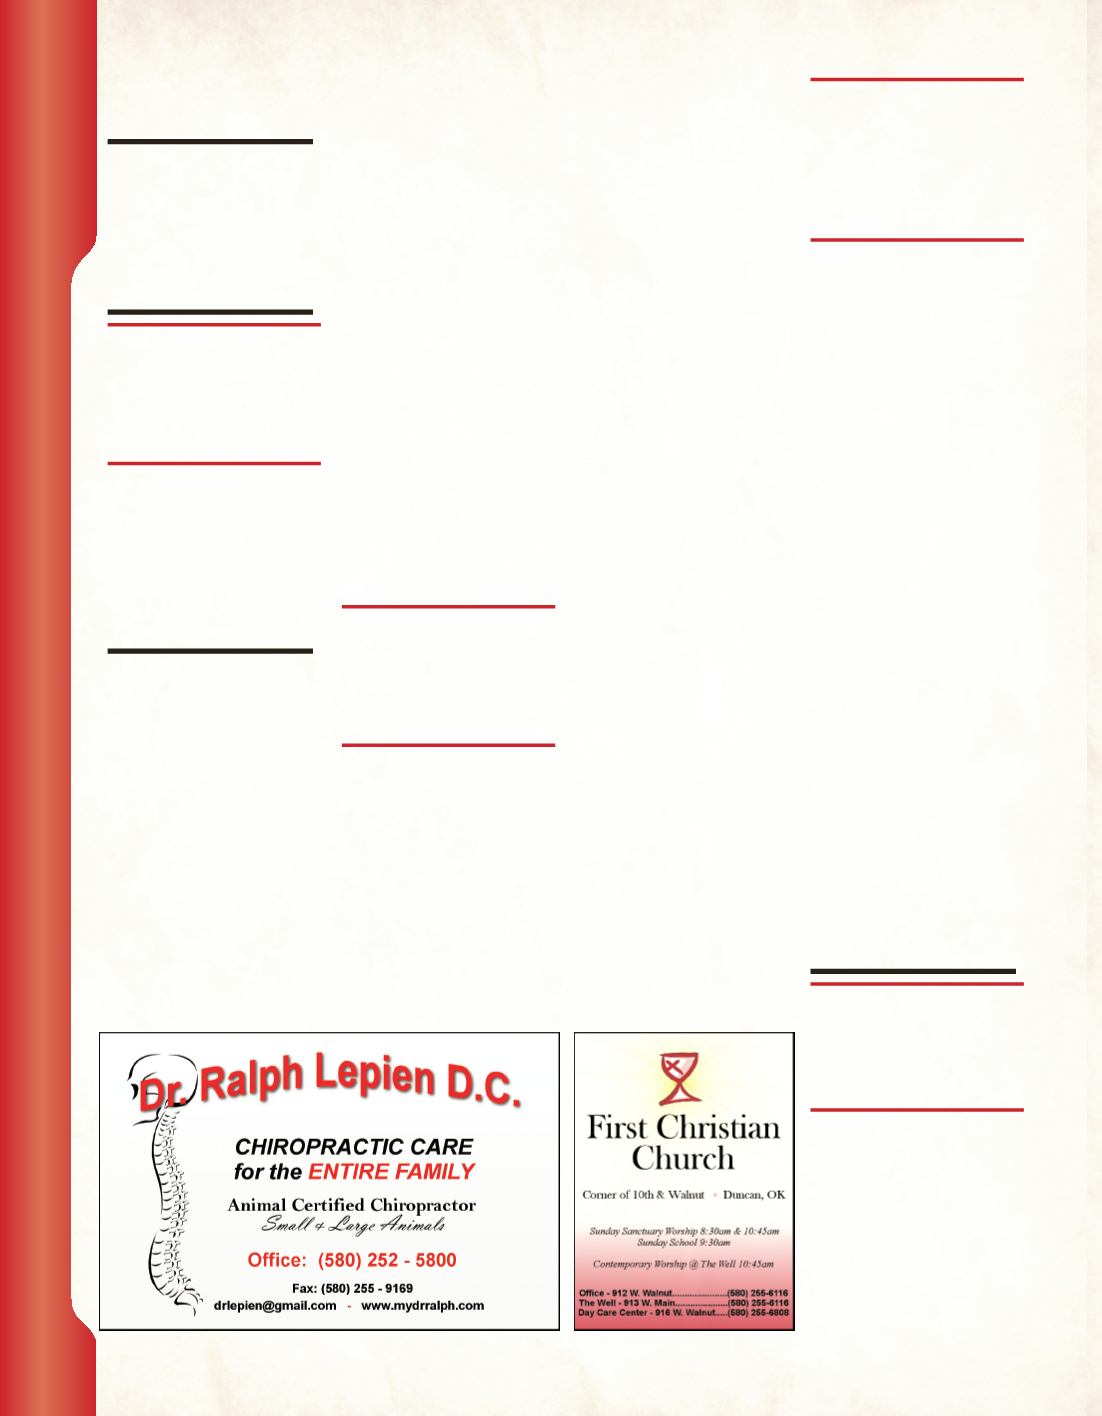 Dr. Ralph Lepien D.C.
CHIROPRACTIC CARE
for the ENTIRE FAMILY
Animal Certified Chiropractor
Small & Large Animals
Office: (580) 252 - 5800
Fax: (580) 255 - 9169
drlepien@gmail.com - www.mydrralph.com
First Christian
Church
Corner of 10th & Walnut • Duncan, OK
Sunday Sanctuary Worship 8:30am & 10:45am
Sunday School 9:30am
Contemporary Worship @ The Well 10:45am
Office - 912 W. Walnut......................(580) 255-6116
The Well - 913 W. Main.....................(580) 255-6116
Day Care Center - 916 W. Walnut.....(580) 255-6808